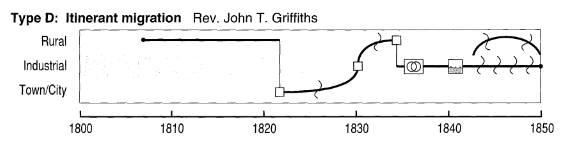 Type D: Itinerant migration Rev. John T. Griffiths
Rural
Industrial
Town/City
1800 1810 1820 1830 1840 1850